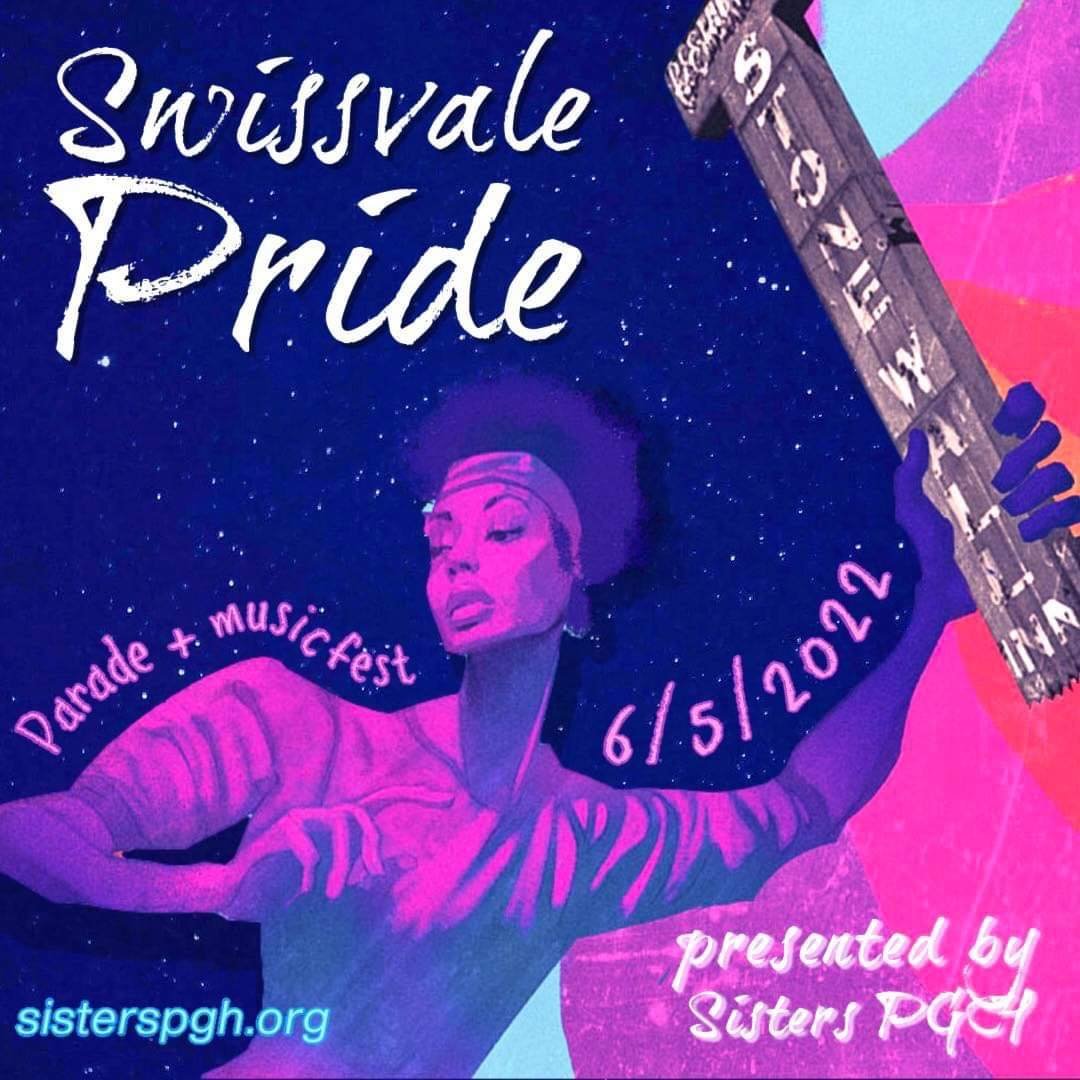 Swissvale
Pride
STONEWALL
INN
Parade + musicfest
6/5/2022
presented by
Sisters PGH
sisterspgh.org